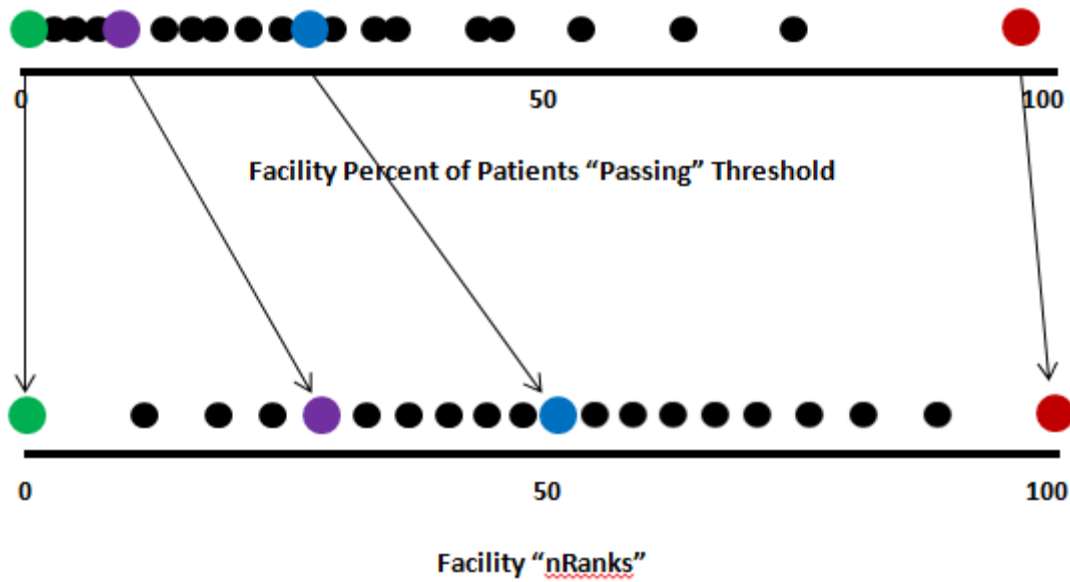 0 50 100
Facility Percent of Patients “Passing” Threshold
0 50 100
Facility “nRanks”